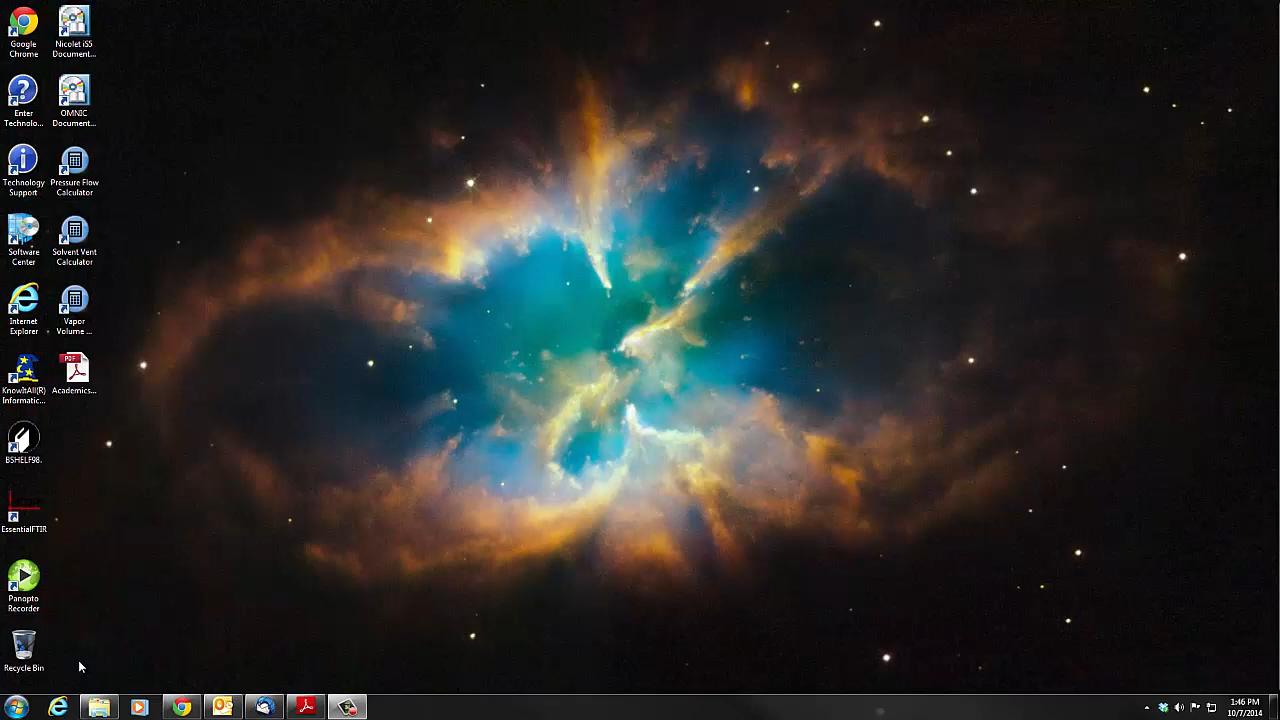 Google
Chrome
Nicolet iS5
Document...
Enter
Technolo...
OMNIC
Document...
Technology
Support
Pressure Flow
Calculator
Software
Center
Solvent Vent
Calculator
Internet
Explorer
Vapor
Volume ...
KnowItAll(R)
Informatic...
PDF
Academics...
BSHELF98.
EssentialFTIR
Panopto
Recorder
Recycle Bin
1:46 PM
10/7/2014